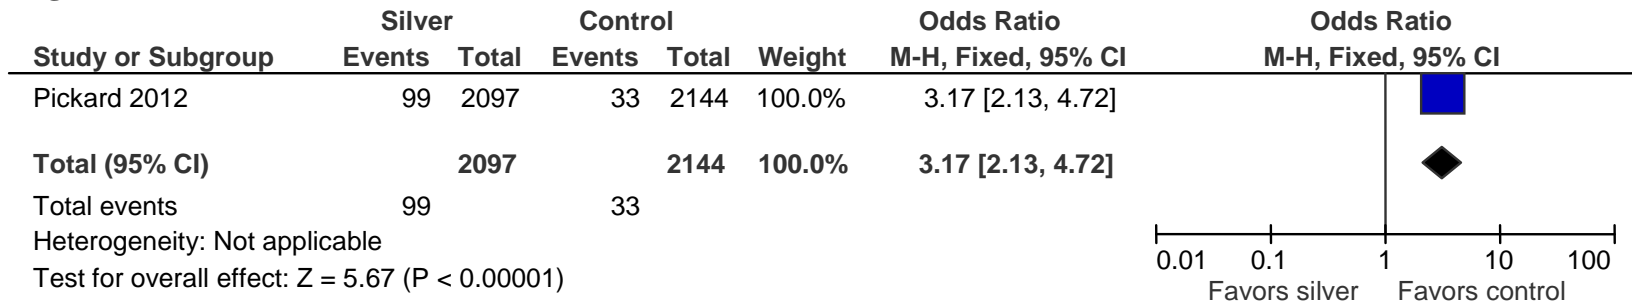 Silver Control Odds Ratio Odds Ratio
Study or Subgroup Events Total Events Total Weight M-H, Fixed, 95% CI M-H, Fixed, 95% CI
Pickard 2012 99 2097 33 2144 100.0% 3.17 [2.13, 4.72]
Total (95% CI) 2097 2144 100.0% 3.17 [2.13, 4.72]
Total events 99 33
Heterogeneity: Not applicable
Test for overall effect: Z = 5.67 (P < 0.00001)
0.01 0.1 1 10 100
Favors silver Favors control